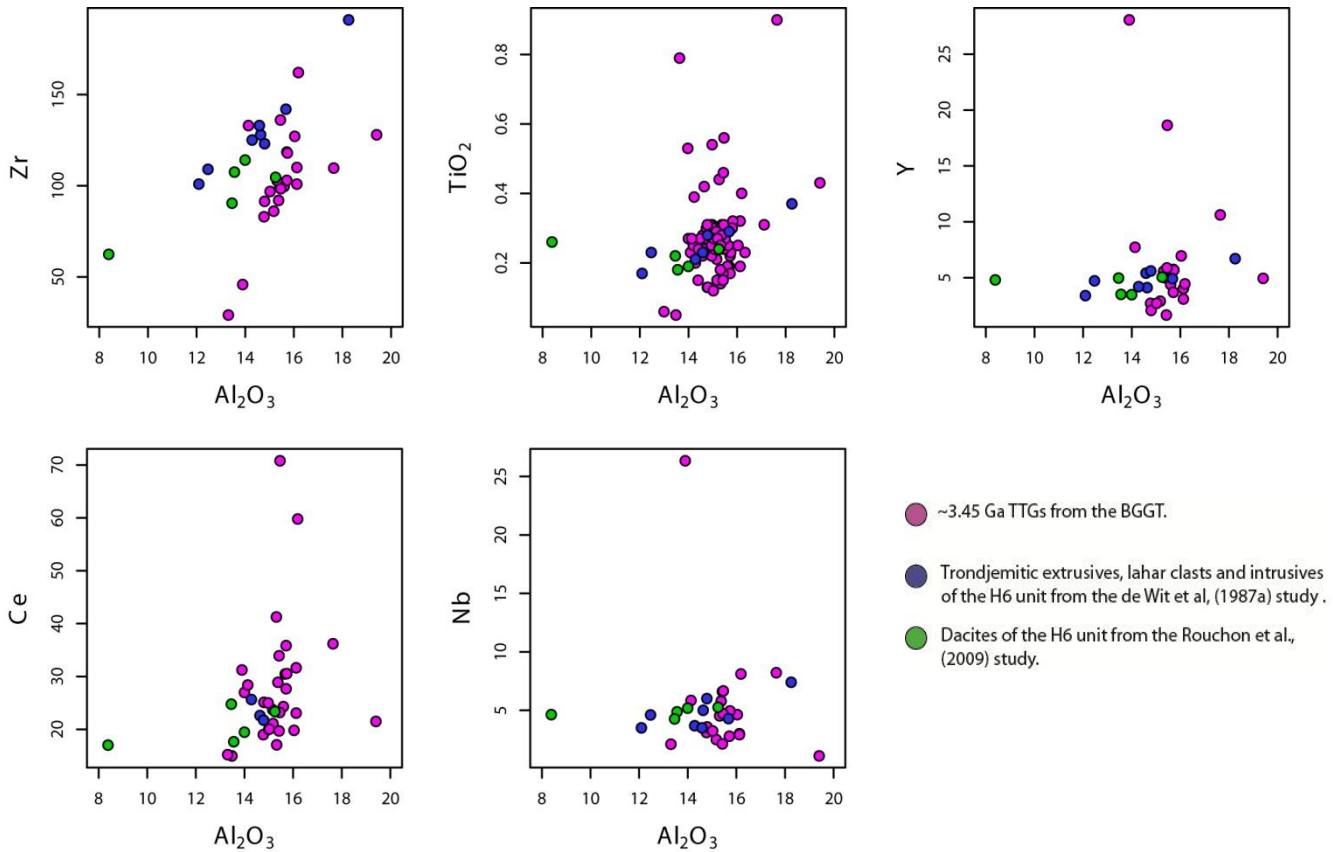 Zr
150
100
50
8 10 12 14 16 18 20
Al₂O₃
TiO₂
0.8
0.6
0.4
0.2
8 10 12 14 16 18 20
Al₂O₃
Y
25
20
15
10
5
8 10 12 14 16 18 20
Al₂O₃
Ce
70
60
50
40
30
20
8 10 12 14 16 18 20
Al₂O₃
Nb
25
20
15
10
5
8 10 12 14 16 18 20
Al₂O₃
~3.45 Ga TTGs from the BGGT.
Trondjemitic extrusives, lahar clasts and intrusives
of the H6 unit from the de Wit et al, (1987a) study .
Dacites of the H6 unit from the Rouchon et al.,
(2009) study.